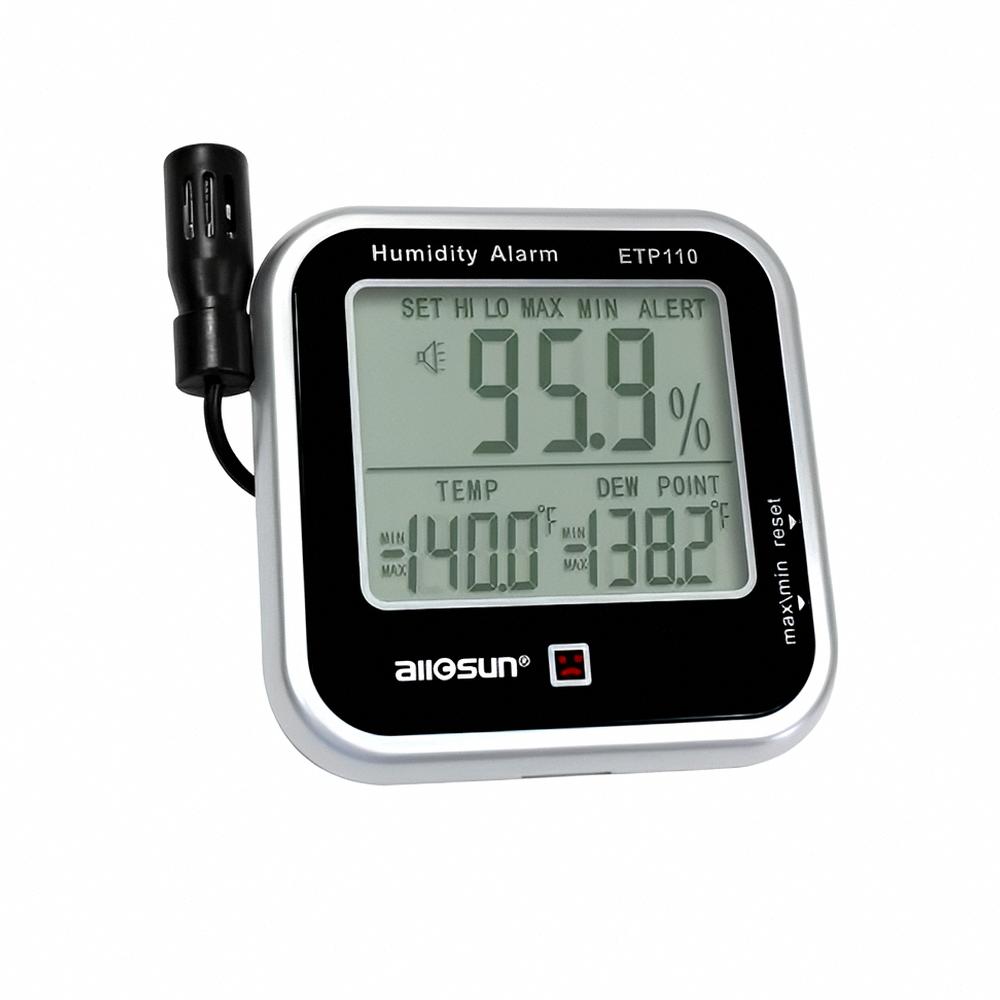 Humidity Alarm ETP110
SET HI LO MAX MIN ALERT
95.9 %
TEMP DEW POINT
MIN -140.0 °F MIN -138.2 °F
MAX MAX
max\min reset
allosun®